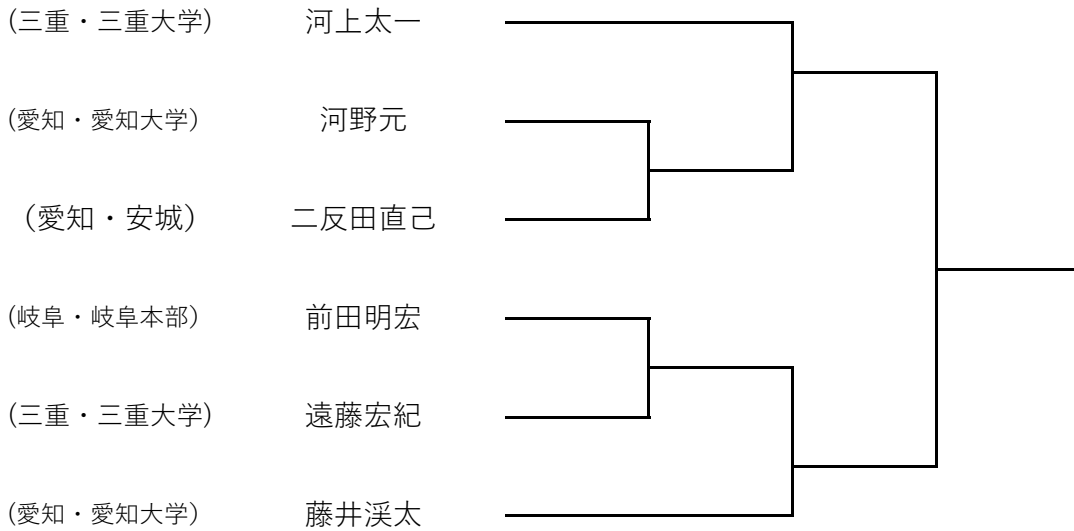 (三重・三重大学) 河上太一
(愛知・愛知大学) 河野元
(愛知・安城) 二反田直己
(岐阜・岐阜本部) 前田明宏
(三重・三重大学) 遠藤宏紀
(愛知・愛知大学) 藤井渓太